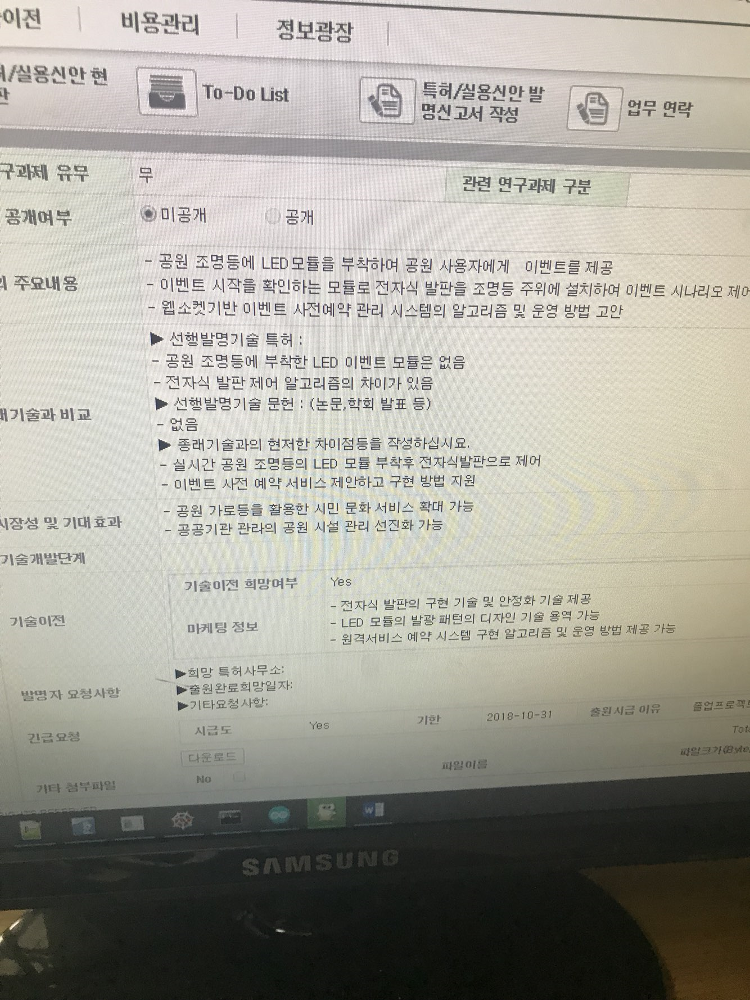 이전
비용관리
정보광장
/실용신안 현
To-Do List
특허/실용신안 발
명신고서 작성
업무 연락
구과제 유무
무
관련 연구과제 구분
공개여부
미공개
공개
주요내용
- 공원 조명등에 LED모듈을 부착하여 공원 사용자에게 이벤트를 제공
- 이벤트 시작을 확인하는 모듈로 전자식 발판을 조명등 주위에 설치하여 이벤트 시나리오 제어
- 웹소켓기반 이벤트 사전예약 관리 시스템의 알고리즘 및 운영 방법 고안
래기술과 비교
▶ 선행발명기술 특허 :
- 공원 조명등에 부착한 LED 이벤트 모듈은 없음
- 전자식 발판 제어 알고리즘의 차이가 있음
▶ 선행발명기술 문헌 : (논문,학회 발표 등)
- 없음
▶ 종래기술과의 현저한 차이점등을 작성하십시요.
- 실시간 공원 조명등의 LED 모듈 부착후 전자식발판으로 제어
- 이벤트 사전 예약 서비스 제안하고 구현 방법 지원
시장성 및 기대효과
- 공원 가로등을 활용한 시민 문화 서비스 확대 가능
- 공공기관 관라의 공원 시설 관리 선진화 가능
기술개발단계
기술이전
기술이전 희망여부
Yes
마케팅 정보
- 전자식 발판의 구현 기술 및 안정화 기술 제공
- LED 모듈의 발광 패턴의 디자인 기술 용역 가능
- 원격서비스 예약 시스템 구현 알고리즘 및 운영 방법 제공 가능
발명자 요청사항
▶희망 특허사무소:
▶출원완료희망일자:
▶기타요청사항:
긴급요청
시급도
Yes
기한
2018-10-31
출원시급 이유
졸업프로젝트
기타 첨부파일
다운로드
No
파일이름
파일크기
SAMSUNG